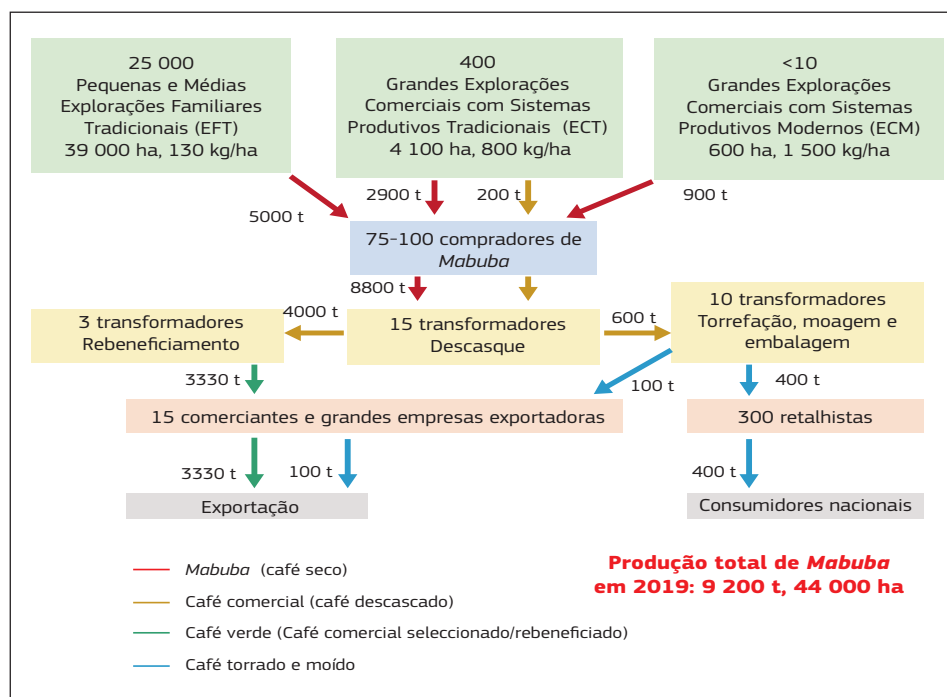 25 000
Pequenas e Médias
Explorações Familiares
Tradicionais (EFT)
39 000 ha, 130 kg/ha
400
Grandes Explorações
Comerciais com Sistemas
Produtivos Tradicionais (ECT)
4 100 ha, 800 kg/ha
<10
Grandes Explorações
Comerciais com Sistemas
Produtivos Modernos (ECM)
600 ha, 1 500 kg/ha
5000 t
2900 t
200 t
900 t
75-100 compradores de
Mabuba
8800 t
3 transformadores
Rebeneficiamento
4000 t
15 transformadores
Descasque
600 t
10 transformadores
Torrefação, moagem e
embalagem
3330 t
100 t
400 t
15 comerciantes e grandes empresas exportadoras
300 retalhistas
3330 t
100 t
400 t
Exportação
Consumidores nacionais
Mabuba (café seco)
Café comercial (café descascado)
Café verde (Café comercial seleccionado/rebeneficiado)
Café torrado e moído
Produção total de Mabuba
em 2019: 9 200 t, 44 000 ha